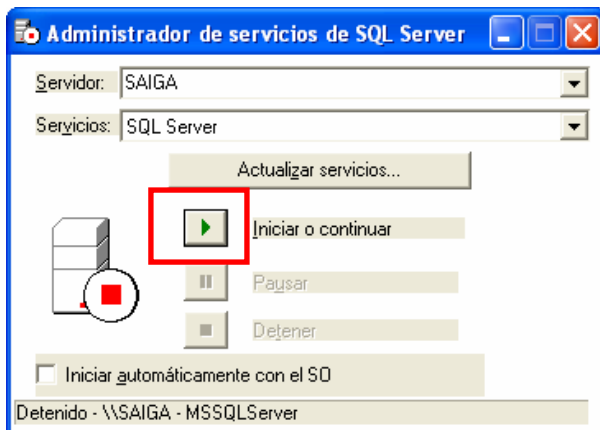 Administrador de servicios de SQL Server
Servidor: SAIGA
Servicios: SQL Server
Actualizar servicios...
Iniciar o continuar
Pausar
Detener
Iniciar automáticamente con el SO
Detenido - \\SAIGA - MSSQLServer